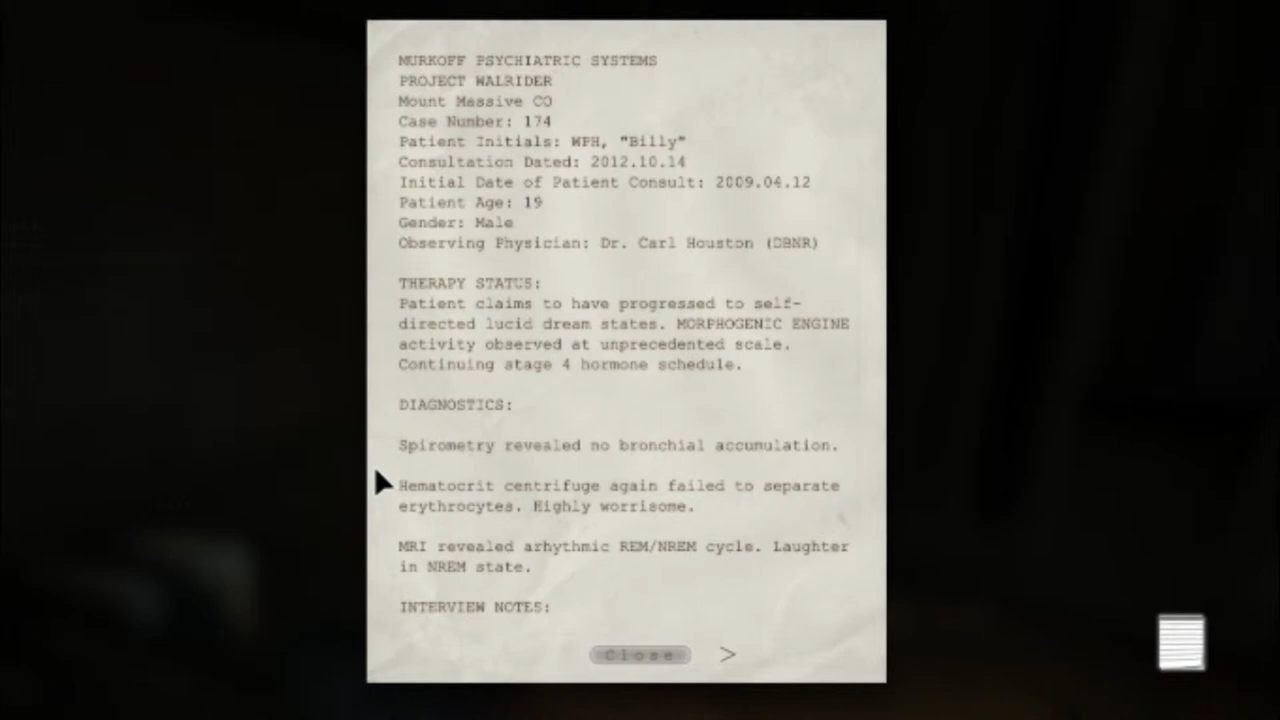 MURKOFF PSYCHIATRIC SYSTEMS
PROJECT WALRIDER
Mount Massive CO
Case Number: 174
Patient Initials: WPH, "Billy"
Consultation Dated: 2012.10.14
Initial Date of Patient Consult: 2009.04.12
Patient Age: 19
Gender: Male
Observing Physician: Dr. Carl Houston (DBNR)
THERAPY STATUS:
Patient claims to have progressed to self-
directed lucid dream states. MORPHOGENIC ENGINE
activity observed at unprecedented scale.
Continuing stage 4 hormone schedule.
DIAGNOSTICS:
Spirometry revealed no bronchial accumulation.
Hematocrit centrifuge again failed to separate
erythrocytes. Highly worrisome.
MRI revealed arhythmic REM/NREM cycle. Laughter
in NREM state.
INTERVIEW NOTES:
Close >